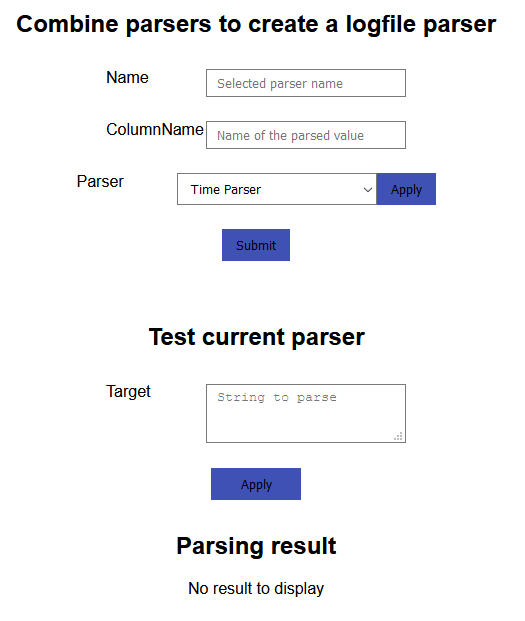 Combine parsers to create a logfile parser
Name
Selected parser name
ColumnName
Name of the parsed value
Parser
Time Parser
Apply
Submit
Test current parser
Target
String to parse
Apply
Parsing result
No result to display